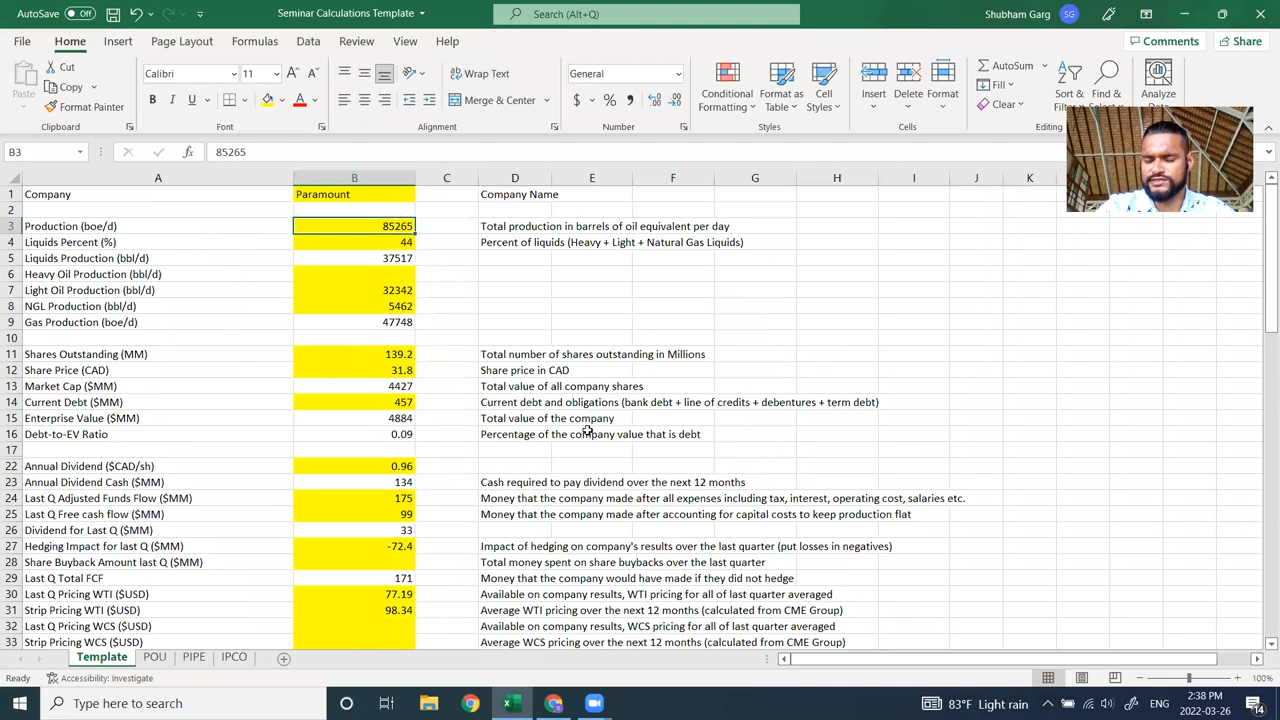 AutoSave Off Seminar Calculations Template Search (Alt+Q) Shubham Garg SG
File Home Insert Page Layout Formulas Data Review View Help Comments Share
Paste Cut Copy Format Painter Clipboard
Calibri 11 B I U Font
Wrap Text Merge & Center Alignment
General $ % Number
Conditional Formatting Format as Table Cell Styles Styles
Insert Delete Format Cells
AutoSum Fill Clear Sort & Find & Editing
Analyze
B3 fx 85265
A B C D E F G H I J K
1 Company Paramount Company Name
2
3 Production (boe/d) 85265 Total production in barrels of oil equivalent per day
4 Liquids Percent (%) 44 Percent of liquids (Heavy + Light + Natural Gas Liquids)
5 Liquids Production (bbl/d) 37517
6 Heavy Oil Production (bbl/d)
7 Light Oil Production (bbl/d) 32342
8 NGL Production (bbl/d) 5462
9 Gas Production (boe/d) 47748
10
11 Shares Outstanding (MM) 139.2 Total number of shares outstanding in Millions
12 Share Price (CAD) 31.8 Share price in CAD
13 Market Cap ($MM) 4427 Total value of all company shares
14 Current Debt ($MM) 457 Current debt and obligations (bank debt + line of credits + debentures + term debt)
15 Enterprise Value ($MM) 4884 Total value of the company
16 Debt-to-EV Ratio 0.09 Percentage of the company value that is debt
17
22 Annual Dividend ($CAD/sh) 0.96
23 Annual Dividend Cash ($MM) 134 Cash required to pay dividend over the next 12 months
24 Last Q Adjusted Funds Flow ($MM) 175 Money that the company made after all expenses including tax, interest, operating cost, salaries etc.
25 Last Q Free cash flow ($MM) 99 Money that the company made after accounting for capital costs to keep production flat
26 Dividend for Last Q ($MM) 33
27 Hedging Impact for last Q ($MM) -72.4 Impact of hedging on company's results over the last quarter (put losses in negatives)
28 Share Buyback Amount last Q ($MM) Total money spent on share buybacks over the last quarter
29 Last Q Total FCF 171 Money that the company would have made if they did not hedge
30 Last Q Pricing WTI ($USD) 77.19 Available on company results, WTI pricing for all of last quarter averaged
31 Strip Pricing WTI ($USD) 98.34 Average WTI pricing over the next 12 months (calculated from CME Group)
32 Last Q Pricing WCS ($USD) Available on company results, WCS pricing for all of last quarter averaged
33 Strip Pricing WCS ($USD) Average WCS pricing over the next 12 months (calculated from CME Group)
Template POU PIPE IPCO
Ready Accessibility: Investigate 100%
Type here to search 83°F Light rain ENG 2:38 PM 2022-03-26 14